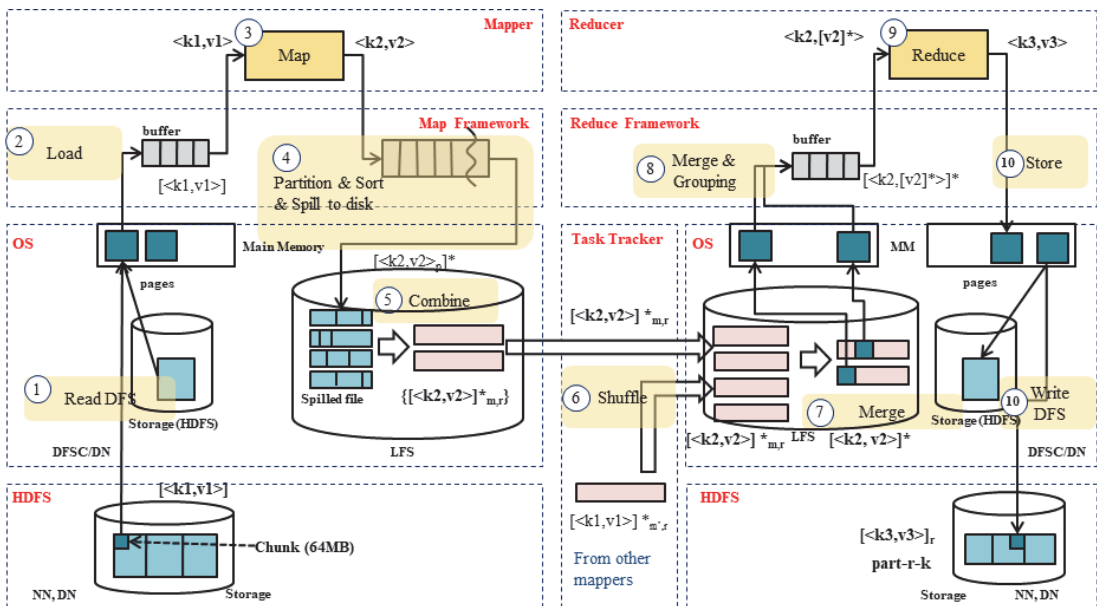 Mapper
<k1,v1>
3
Map
<k2,v2>
Map Framework
2
Load
buffer
[<k1,v1>]
4
Partition & Sort
& Spill to disk
OS
Main Memory
pages
[<k2,v2>p]*
5
Combine
Spilled file
{[<k2,v2>]*m,r}
1
Read DFS
Storage (HDFS)
DFSC/DN
LFS
HDFS
[<k1,v1>]
Chunk (64MB)
NN, DN
Storage
Reducer
<k2,[v2]*>
9
Reduce
<k3,v3>
Reduce Framework
8
Merge &
Grouping
buffer
[<k2,[v2]*>]*
10
Store
Task Tracker
[<k2,v2>] *m,r
6
Shuffle
[<k1,v1>] *m',r
From other
mappers
OS
MM
pages
[<k2,v2>] *m,r
LFS
7
Merge
[<k2, v2>]*
Storage (HDFS)
10
Write
DFS
DFSC/DN
HDFS
[<k3,v3>]r
part-r-k
Storage
NN, DN